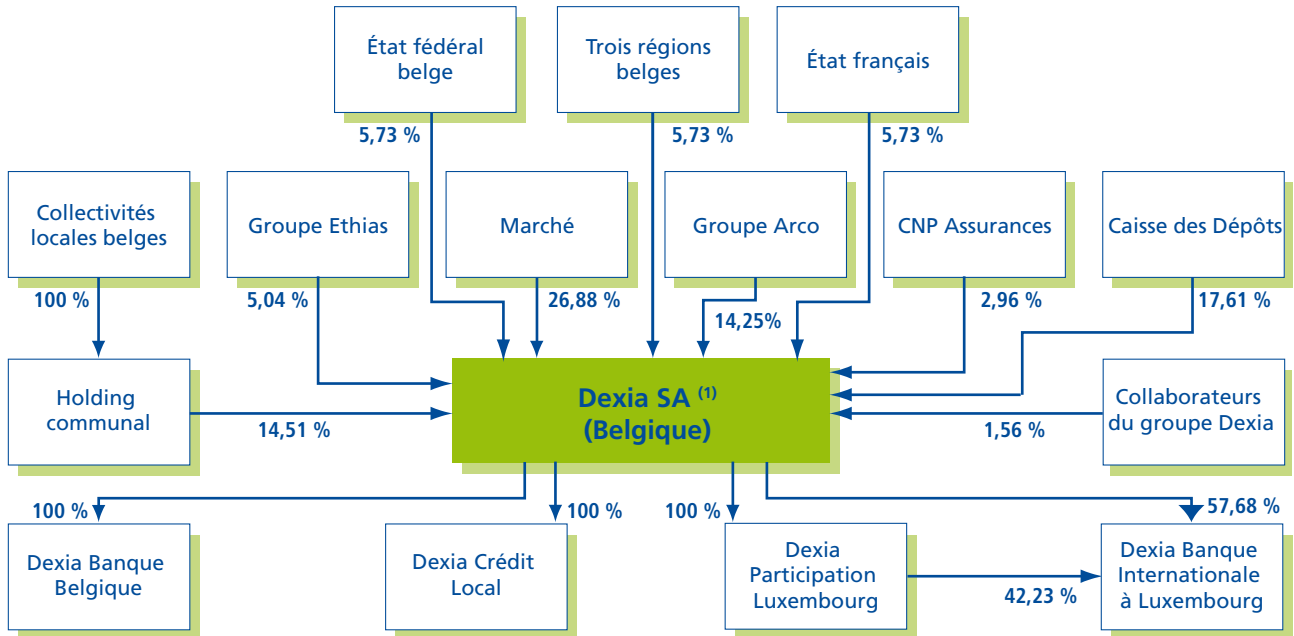 État fédéral
belge
Trois régions
belges
État français
5,73 %
5,73 %
5,73 %
Collectivités
locales belges
Groupe Ethias
Marché
Groupe Arco
CNP Assurances
Caisse des Dépôts
100 %
5,04 %
26,88 %
14,25%
2,96 %
17,61 %
Holding
communal
14,51 %
Dexia SA (1)
(Belgique)
1,56 %
Collaborateurs
du groupe Dexia
100 %
100 %
100 %
57,68 %
Dexia Banque
Belgique
Dexia Crédit
Local
Dexia
Participation
Luxembourg
42,23 %
Dexia Banque
Internationale
à Luxembourg